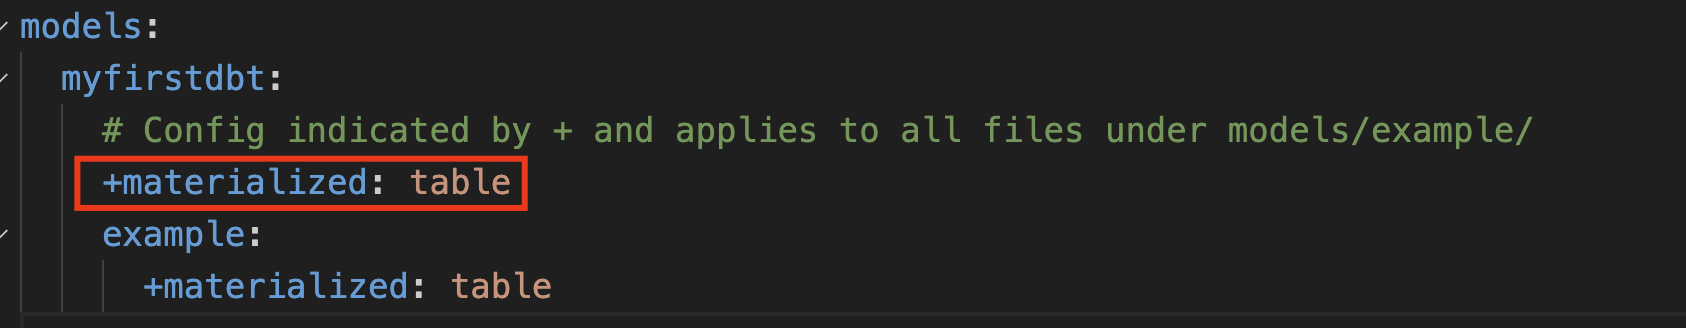 models:
myfirstdbt:
# Config indicated by + and applies to all files under models/example/
+materialized: table
example:
+materialized: table